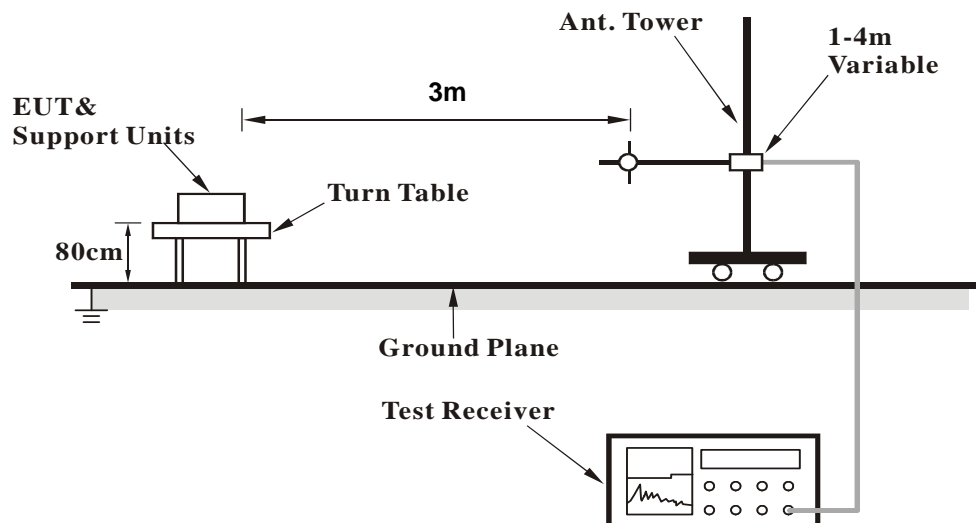 Ant. Tower
1-4m
Variable
3m
EUT&
Support Units
Turn Table
80cm
Ground Plane
Test Receiver